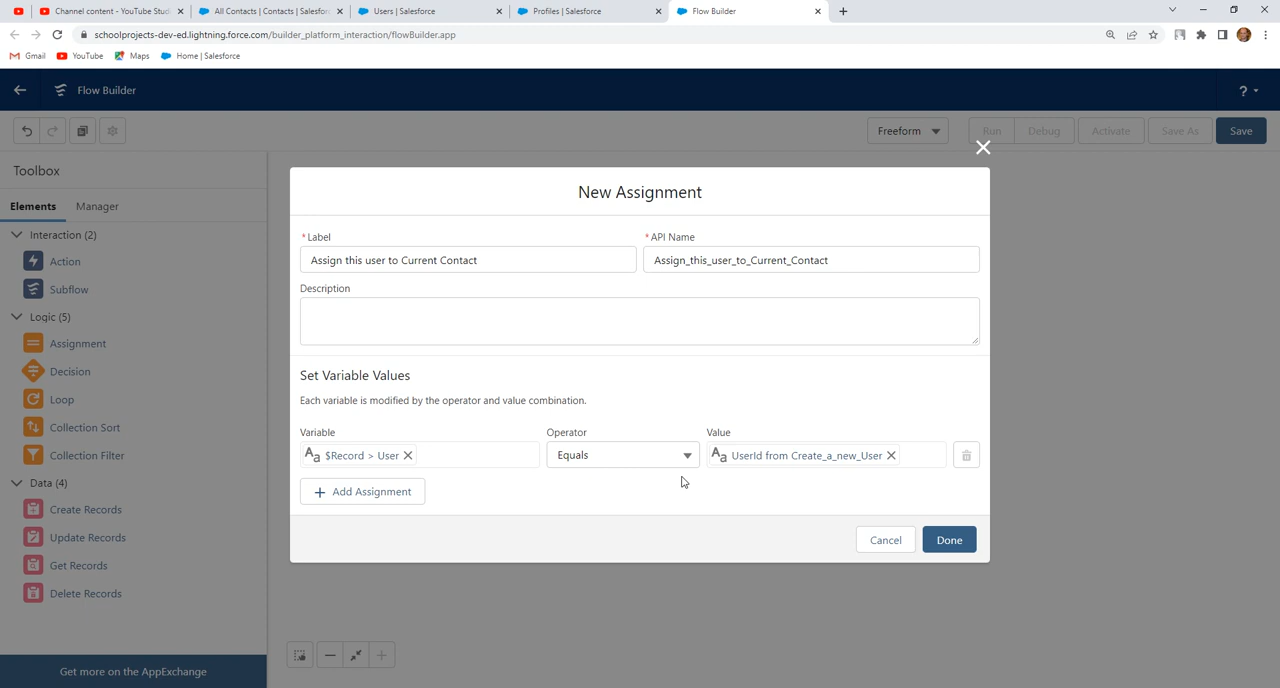 Channel content - YouTube Stud
All Contacts | Contacts | Salesfor
Users | Salesforce
Profiles | Salesforce
Flow Builder
schoolprojects-dev-ed.lightning.force.com/builder_platform_interaction/flowBuilder.app
Gmail
YouTube
Maps
Home | Salesforce
Flow Builder
?
Freeform
Run
Debug
Activate
Save As
Save
Toolbox
Elements
Manager
Interaction (2)
Action
Subflow
Logic (5)
Assignment
Decision
Loop
Collection Sort
Collection Filter
Data (4)
Create Records
Update Records
Get Records
Delete Records
Get more on the AppExchange
New Assignment
* Label
* API Name
Assign this user to Current Contact
Assign_this_user_to_Current_Contact
Description
Set Variable Values
Each variable is modified by the operator and value combination.
Variable
Operator
Value
Aa $Record > User
Equals
Aa UserId from Create_a_new_User
+ Add Assignment
Cancel
Done